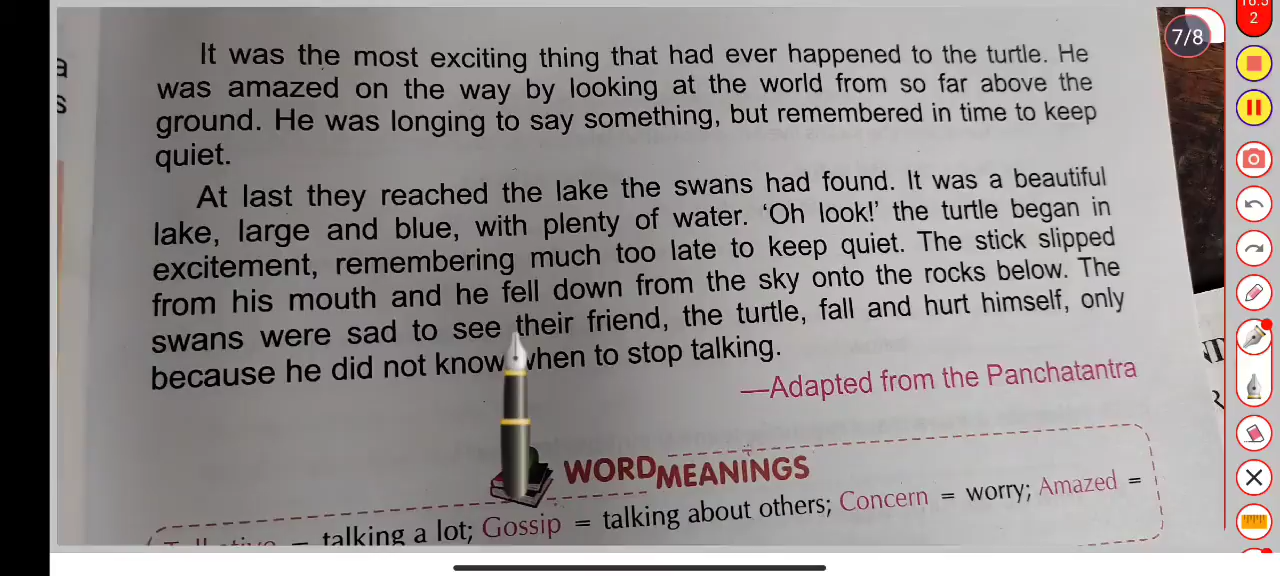 It was the most exciting thing that had ever happened to the turtle. He
was amazed on the way by looking at the world from so far above the
ground. He was longing to say something, but remembered in time to keep
quiet.
At last they reached the lake the swans had found. It was a beautiful
lake, large and blue, with plenty of water. ‘Oh look!’ the turtle began in
excitement, remembering much too late to keep quiet. The stick slipped
from his mouth and he fell down from the sky onto the rocks below. The
swans were sad to see their friend, the turtle, fall and hurt himself, only
because he did not know when to stop talking.
—Adapted from the Panchatantra
WORD MEANINGS
= talking a lot; Gossip = talking about others; Concern = worry; Amazed =
7/8